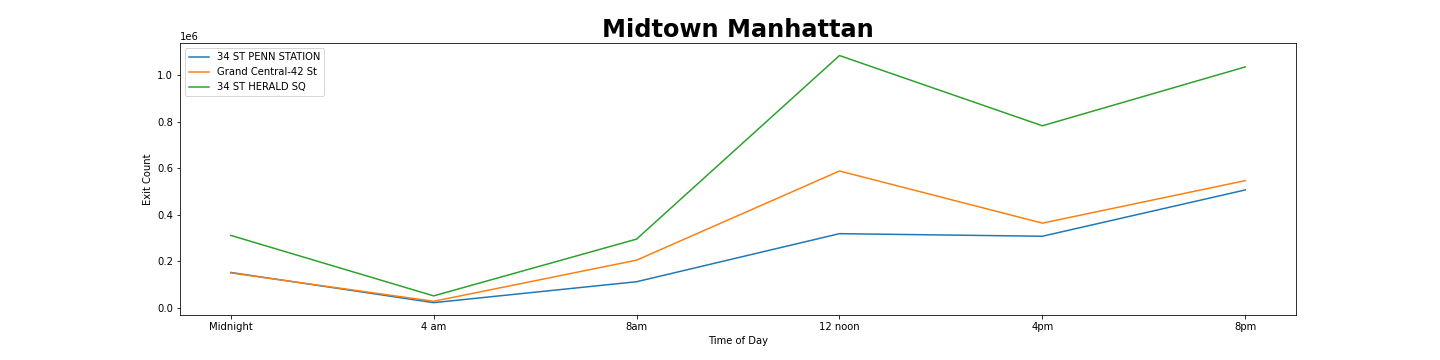 Midtown Manhattan
1e6
34 ST PENN STATION
Grand Central-42 St
34 ST HERALD SQ
1.0
0.8
0.6
0.4
0.2
0.0
Exit Count
Midnight 4 am 8am 12 noon 4pm 8pm
Time of Day